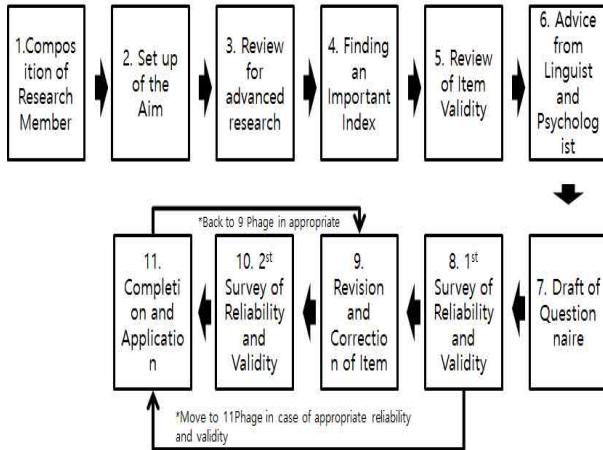 1.Compos
ition of
Research
Member
2. Set up
of the
Aim
3. Review
for
advanced
research
4. Finding
an
Important
Index
5. Review
of Item
Validity
6. Advice
from
Linguist
and
Psycholog
ist
7. Draft of
Question
naire
8. 1st
Survey of
Reliability
and
Validity
9.
Revision
and
Correctio
n of Item
10. 2st
Survey of
Reliability
and
Validity
11.
Completi
on and
Applicatio
n
*Back to 9 Phage in appropriate
*Move to 11Phage in case of appropriate reliability
and validity